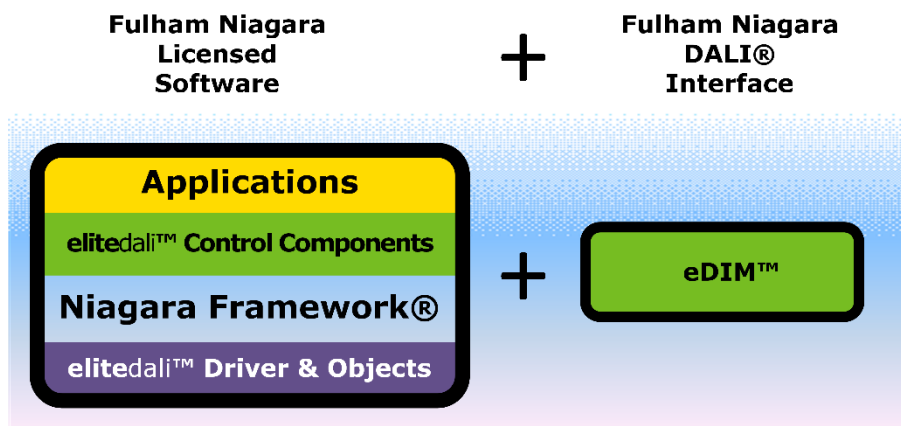 Fulham Niagara
Licensed
Software
+
Fulham Niagara
DALI®
Interface
Applications
elitedali™ Control Components
Niagara Framework®
elitedali™ Driver & Objects
+
eDIM™